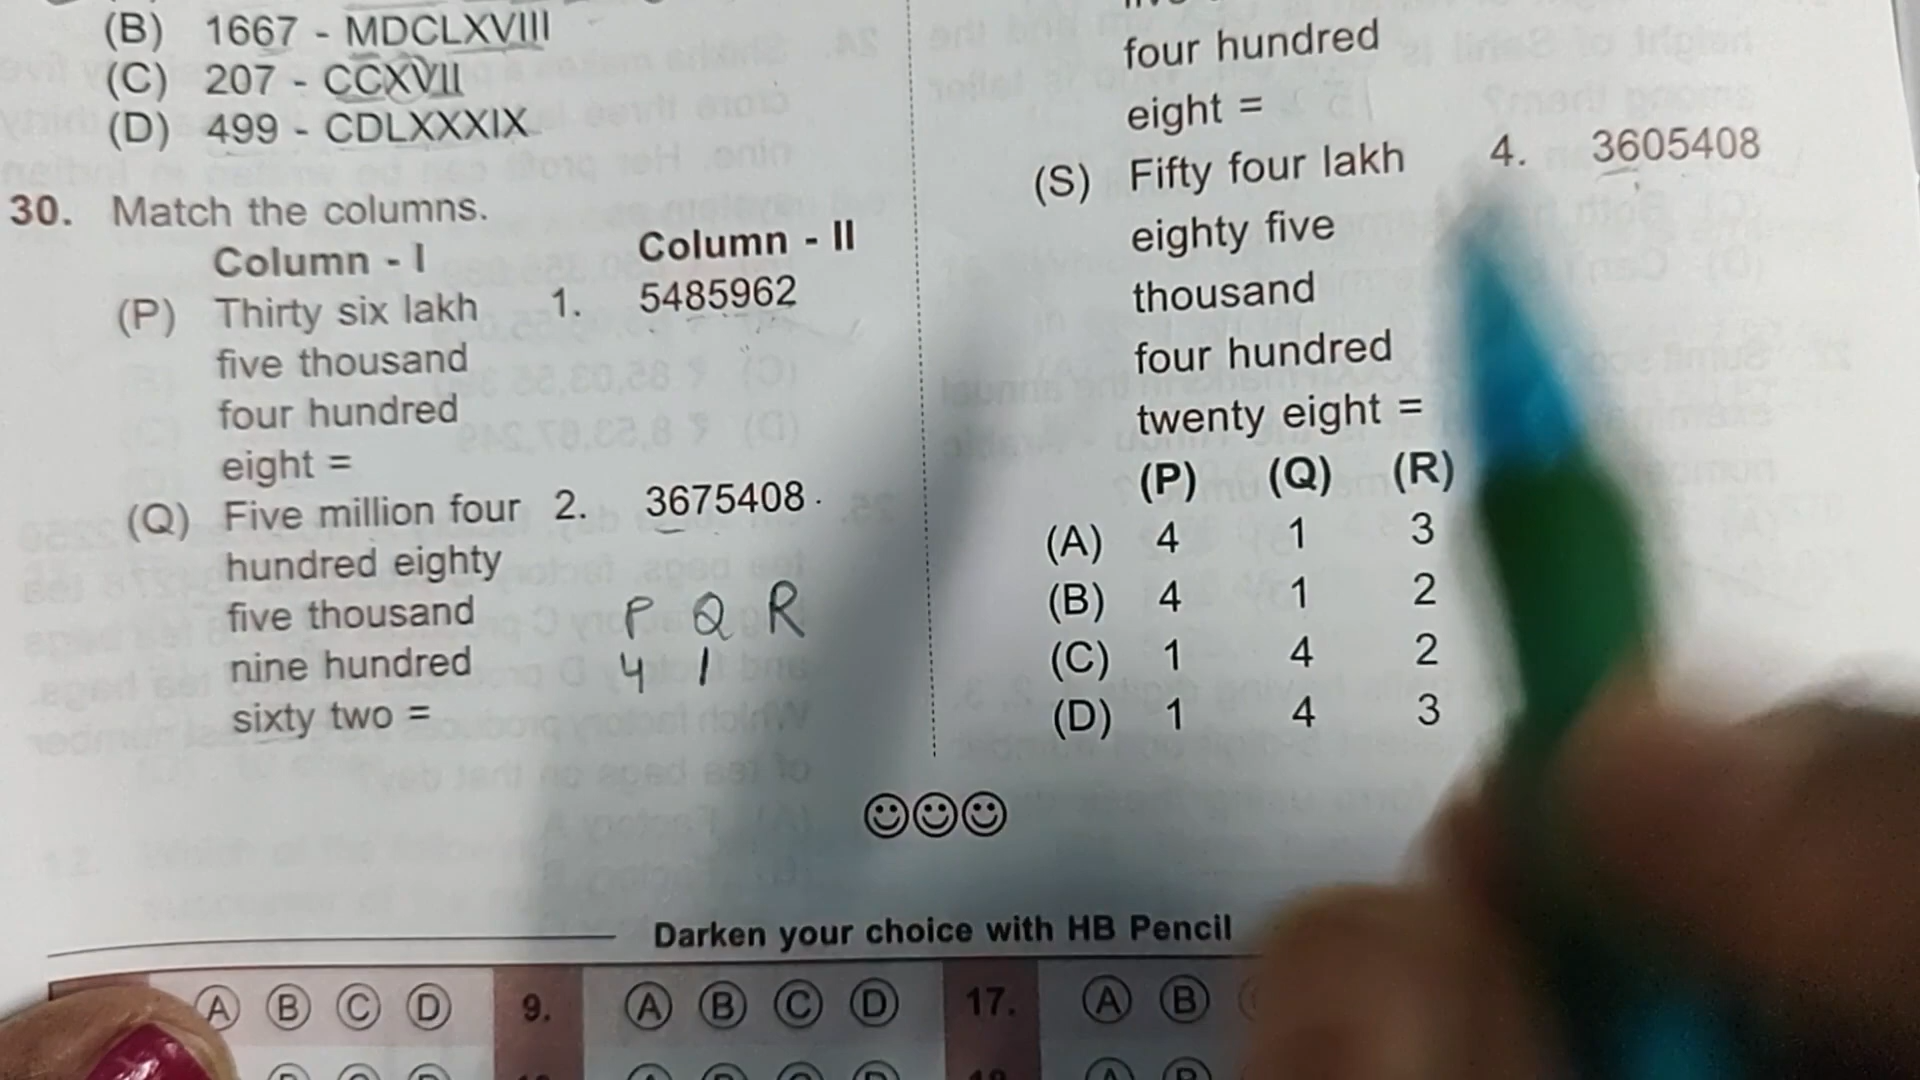 (B) 1667 - MDCLXVIII
(C) 207 - CCXVII
(D) 499 - CDLXXXIX
30. Match the columns.
Column - I Column - II
(P) Thirty six lakh 1. 5485962
five thousand
four hundred
eight =
(Q) Five million four 2. 3675408
hundred eighty
five thousand
nine hundred
sixty two =
P Q R
4 1
four hundred
eight =
(S) Fifty four lakh 4. 3605408
eighty five
thousand
four hundred
twenty eight =
(P) (Q) (R)
(A) 4 1 3
(B) 4 1 2
(C) 1 4 2
(D) 1 4 3
Darken your choice with HB Pencil
A B C D 9. A B C D 17. A B